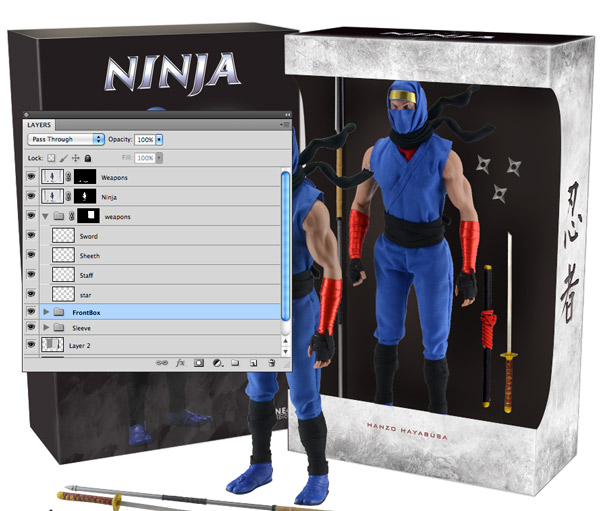 NINJA
LAYERS
Pass Through Opacity: 100%
Lock: Fill: 100%
Weapons
Ninja
weapons
Sword
Sheeth
Staff
star
FrontBox
Sleeve
Layer 2
fx
忍者
HANZO HAYABUSA